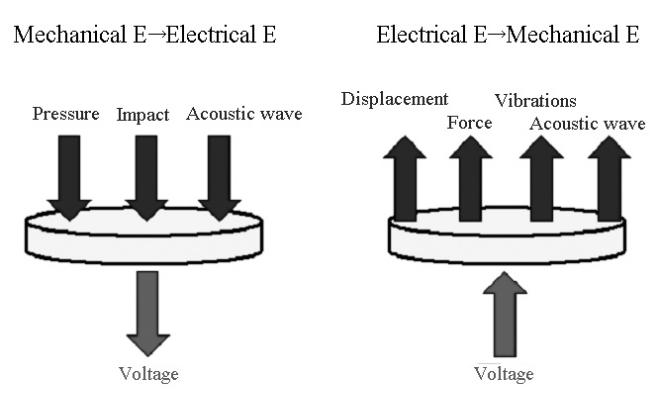 Mechanical E→Electrical E
Pressure Impact Acoustic wave
Voltage
Electrical E→Mechanical E
Displacement Vibrations
Force Acoustic wave
Voltage